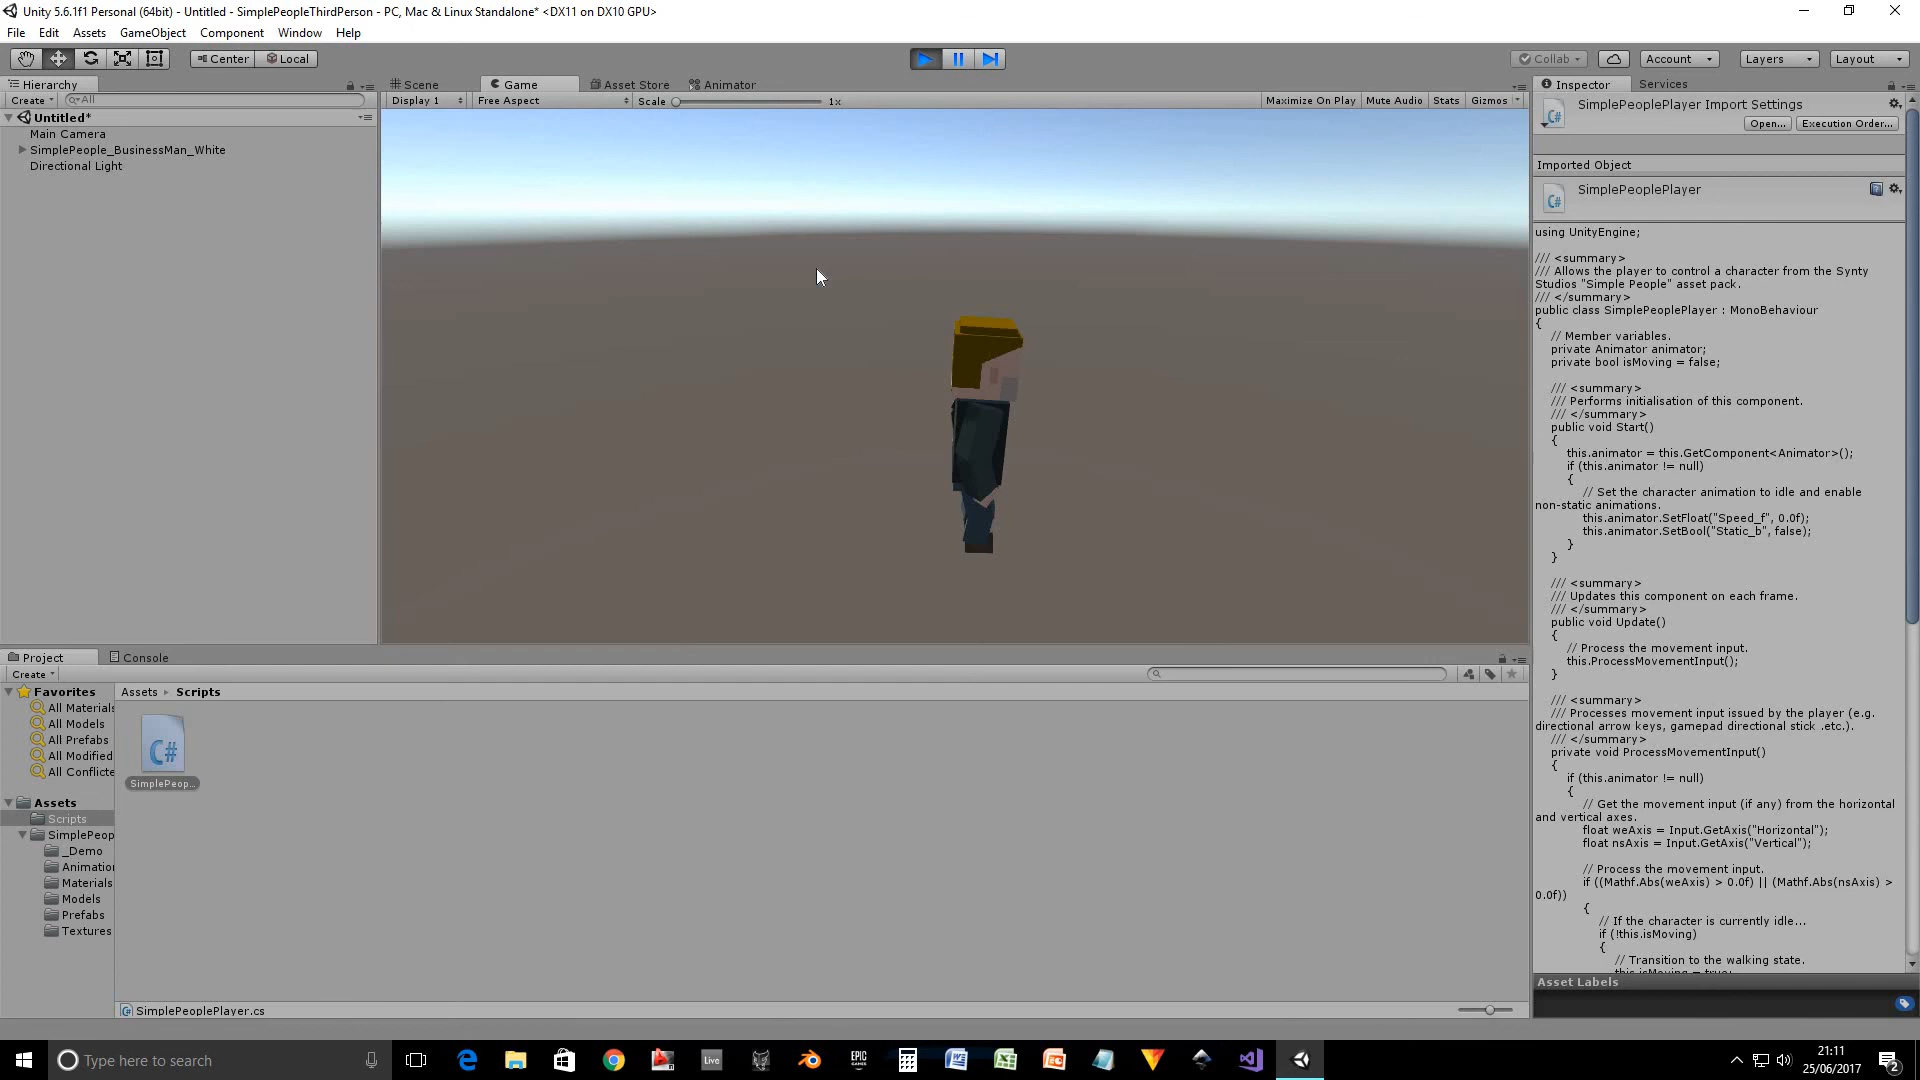 Unity 5.6.1f1 Personal (64bit) - Untitled - SimplePeopleThirdPerson - PC, Mac & Linux Standalone* <DX11 on DX10 GPU>
File Edit Assets GameObject Component Window Help
Center Local
Collab Account Layers Layout
Hierarchy
Create All
Untitled*
Main Camera
SimplePeople_BusinessMan_White
Directional Light
Scene Game Asset Store Animator
Display 1 Free Aspect Scale 1x Maximize On Play Mute Audio Stats Gizmos
Inspector Services
SimplePeoplePlayer Import Settings
Open... Execution Order...
Imported Object
SimplePeoplePlayer
C#
C#
using UnityEngine;
/// <summary>
/// Allows the player to control a character from the Synty
Studios "Simple People" asset pack.
/// </summary>
public class SimplePeoplePlayer : MonoBehaviour
{
// Member variables.
private Animator animator;
private bool isMoving = false;
/// <summary>
/// Performs initialisation of this component.
/// </summary>
public void Start()
{
this.animator = this.GetComponent<Animator>();
if (this.animator != null)
{
// Set the character animation to idle and enable
non-static animations.
this.animator.SetFloat("Speed_f", 0.0f);
this.animator.SetBool("Static_b", false);
}
}
/// <summary>
/// Updates this component on each frame.
/// </summary>
public void Update()
{
// Process the movement input.
this.ProcessMovementInput();
}
/// <summary>
/// Processes movement input issued by the player (e.g.
directional arrow keys, gamepad directional stick .etc.).
/// </summary>
private void ProcessMovementInput()
{
if (this.animator != null)
{
// Get the movement input (if any) from the horizontal
and vertical axes.
float weAxis = Input.GetAxis("Horizontal");
float nsAxis = Input.GetAxis("Vertical");
// Process the movement input.
if ((Mathf.Abs(weAxis) > 0.0f) || (Mathf.Abs(nsAxis) >
0.0f))
{
// If the character is currently idle...
if (!this.isMoving)
{
// Transition to the walking state.
this.isMoving = true;
Asset Labels
Project Console
Create
Favorites
All Materials
All Models
All Prefabs
All Modified
All Conflicte
Assets
Scripts
SimplePeop
_Demo
Animation
Materials
Models
Prefabs
Textures
Assets Scripts
C#
SimplePeop...
SimplePeoplePlayer.cs
Type here to search
Live
EPIC
GAMES
21:11
25/06/2017
2